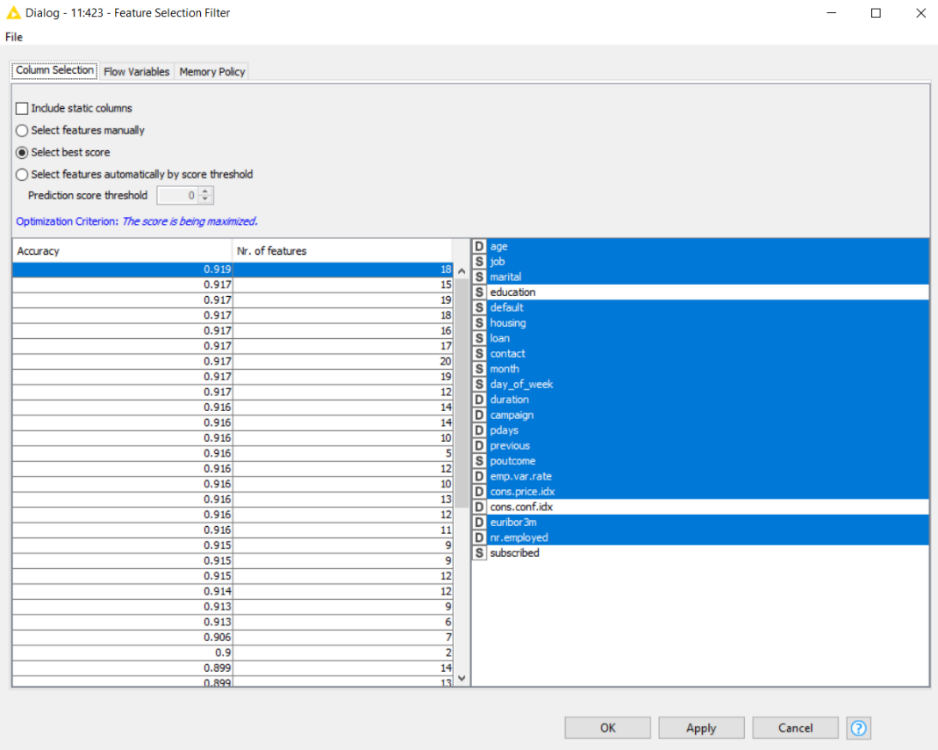 Dialog - 11:423 - Feature Selection Filter
File
Column Selection Flow Variables Memory Policy
Include static columns
Select features manually
Select best score
Select features automatically by score threshold
Prediction score threshold 0
Optimization Criterion: The score is being maximized.
Accuracy Nr. of features
0.919 18
0.917 15
0.917 19
0.917 18
0.917 16
0.917 17
0.917 20
0.917 19
0.917 12
0.916 14
0.916 14
0.916 10
0.916 5
0.916 12
0.916 10
0.916 13
0.916 12
0.916 11
0.915 9
0.915 9
0.915 12
0.914 12
0.913 9
0.913 6
0.906 7
0.9 2
0.899 14
0.899 13
D age
S job
S marital
S education
S default
S housing
S loan
S contact
S month
S day_of_week
D duration
D campaign
D pdays
D previous
S poutcome
D emp.var.rate
D cons.price.idx
D cons.conf.idx
D euribor3m
D nr.employed
S subscribed
OK Apply Cancel ?